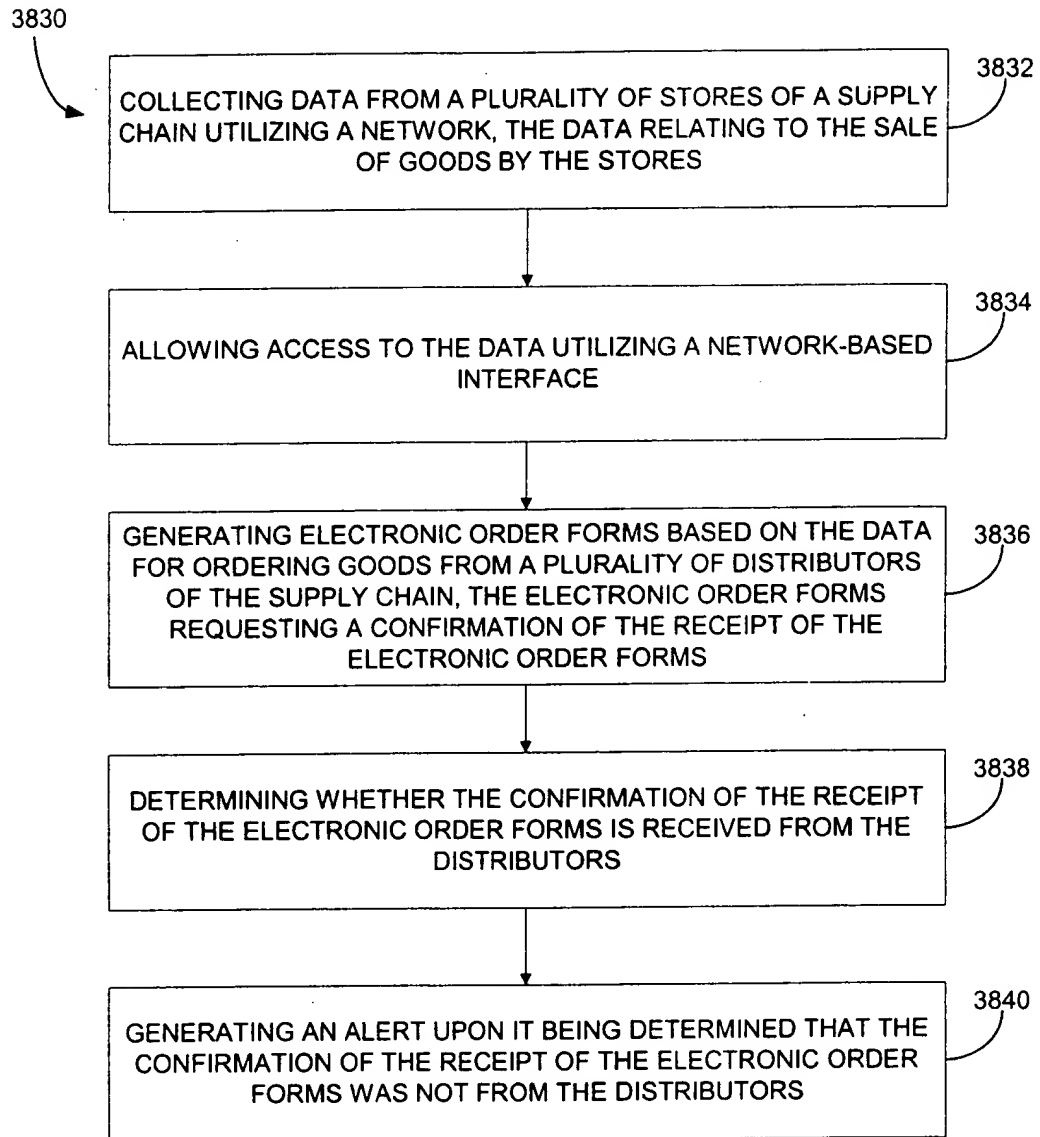 3830
3832
COLLECTING DATA FROM A PLURALITY OF STORES OF A SUPPLY
CHAIN UTILIZING A NETWORK, THE DATA RELATING TO THE SALE
OF GOODS BY THE STORES
3834
ALLOWING ACCESS TO THE DATA UTILIZING A NETWORK-BASED
INTERFACE
3836
GENERATING ELECTRONIC ORDER FORMS BASED ON THE DATA
FOR ORDERING GOODS FROM A PLURALITY OF DISTRIBUTORS
OF THE SUPPLY CHAIN, THE ELECTRONIC ORDER FORMS
REQUESTING A CONFIRMATION OF THE RECEIPT OF THE
ELECTRONIC ORDER FORMS
3838
DETERMINING WHETHER THE CONFIRMATION OF THE RECEIPT
OF THE ELECTRONIC ORDER FORMS IS RECEIVED FROM THE
DISTRIBUTORS
3840
GENERATING AN ALERT UPON IT BEING DETERMINED THAT THE
CONFIRMATION OF THE RECEIPT OF THE ELECTRONIC ORDER
FORMS WAS NOT FROM THE DISTRIBUTORS